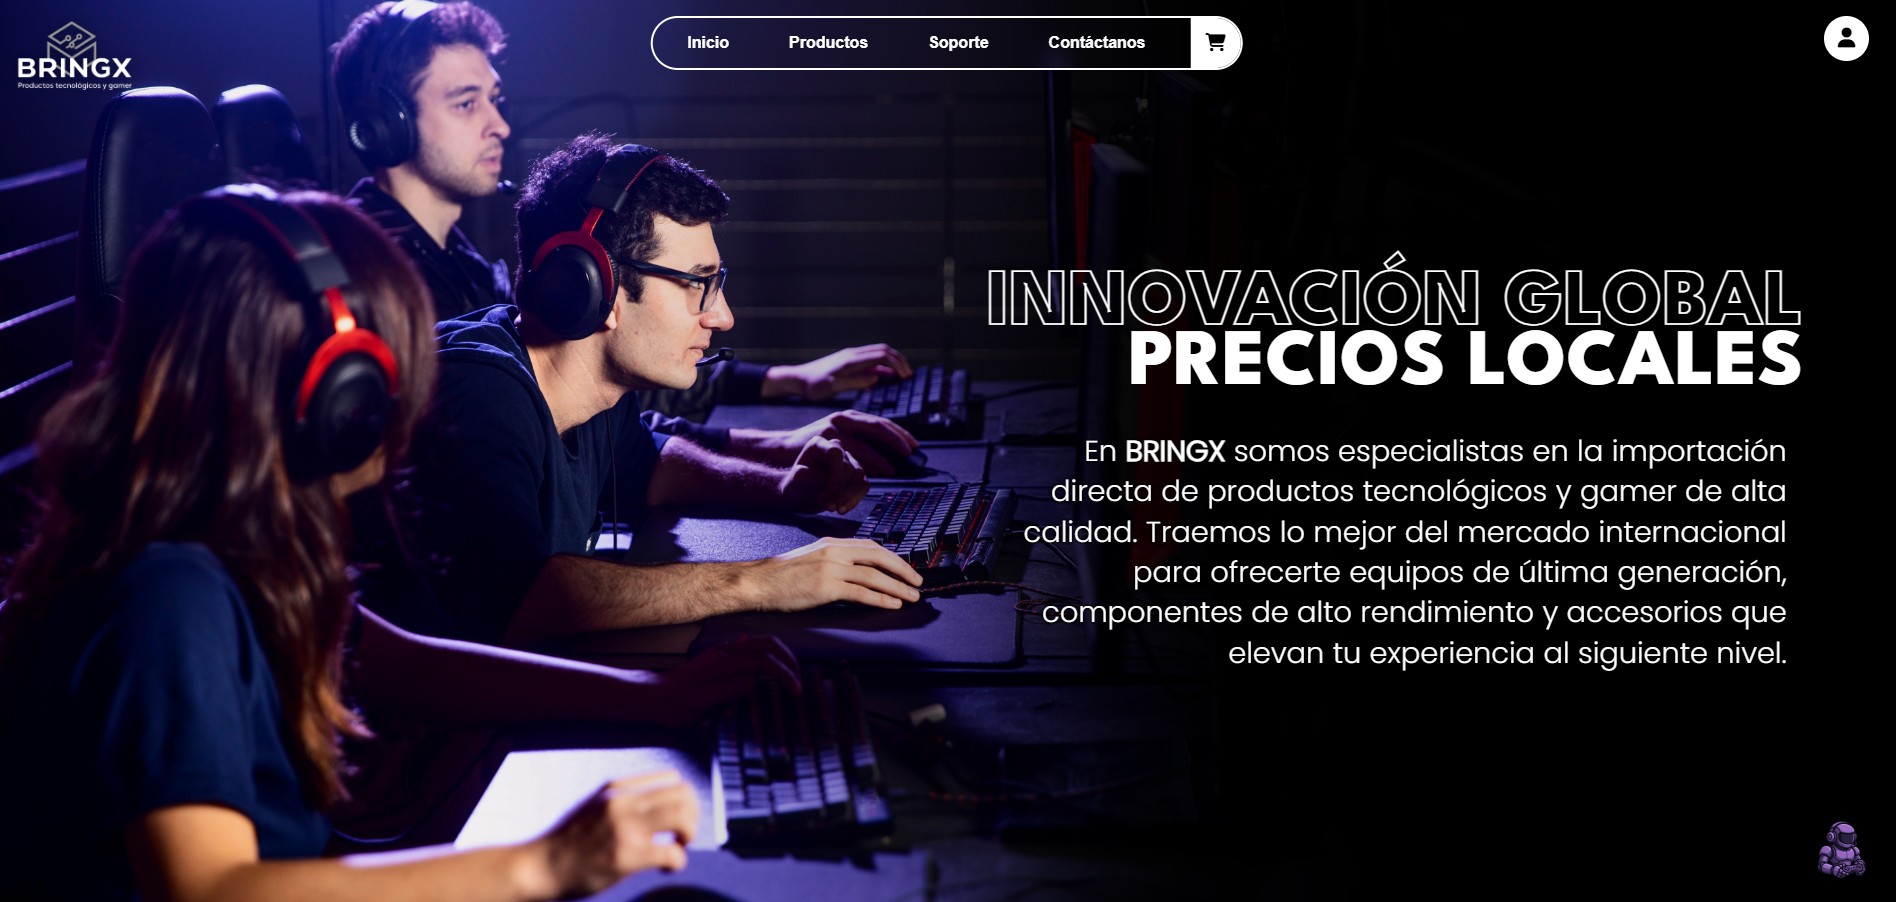 BRINGX
Productos tecnológicos y gamer
Inicio Productos Soporte Contáctanos
INNOVACIÓN GLOBAL
PRECIOS LOCALES
En BRINGX somos especialistas en la importación
directa de productos tecnológicos y gamer de alta
calidad. Traemos lo mejor del mercado internacional
para ofrecerte equipos de última generación,
componentes de alto rendimiento y accesorios que
elevan tu experiencia al siguiente nivel.